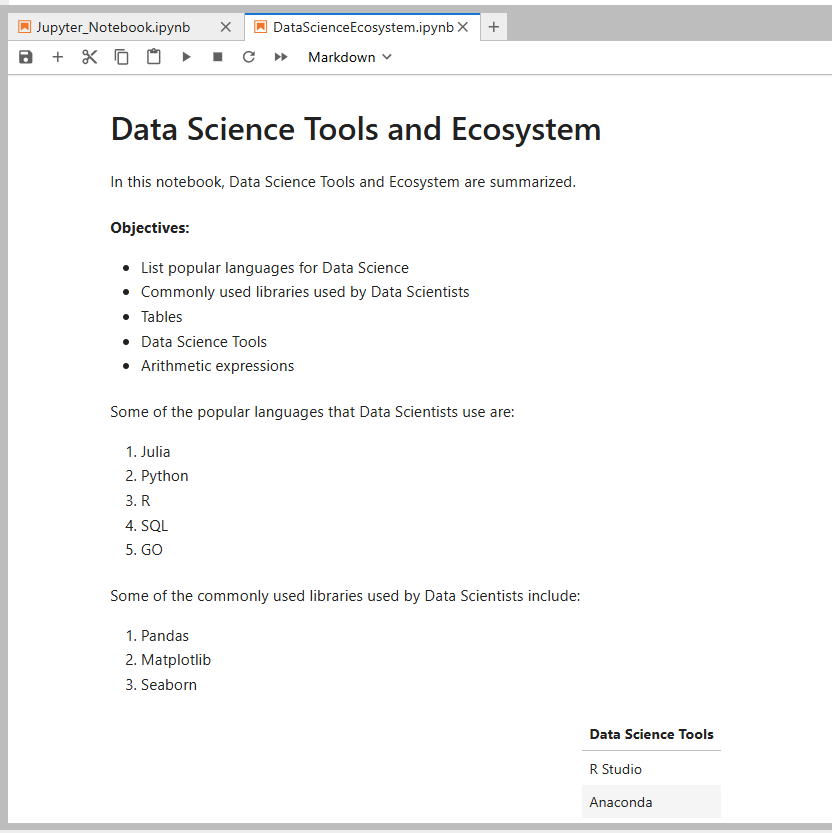 Jupyter_Notebook.ipynb
DataScienceEcosystem.ipynb
Markdown
Data Science Tools and Ecosystem
In this notebook, Data Science Tools and Ecosystem are summarized.
Objectives:
List popular languages for Data Science
Commonly used libraries used by Data Scientists
Tables
Data Science Tools
Arithmetic expressions
Some of the popular languages that Data Scientists use are:
1. Julia
2. Python
3. R
4. SQL
5. GO
Some of the commonly used libraries used by Data Scientists include:
1. Pandas
2. Matplotlib
3. Seaborn
Data Science Tools
R Studio
Anaconda